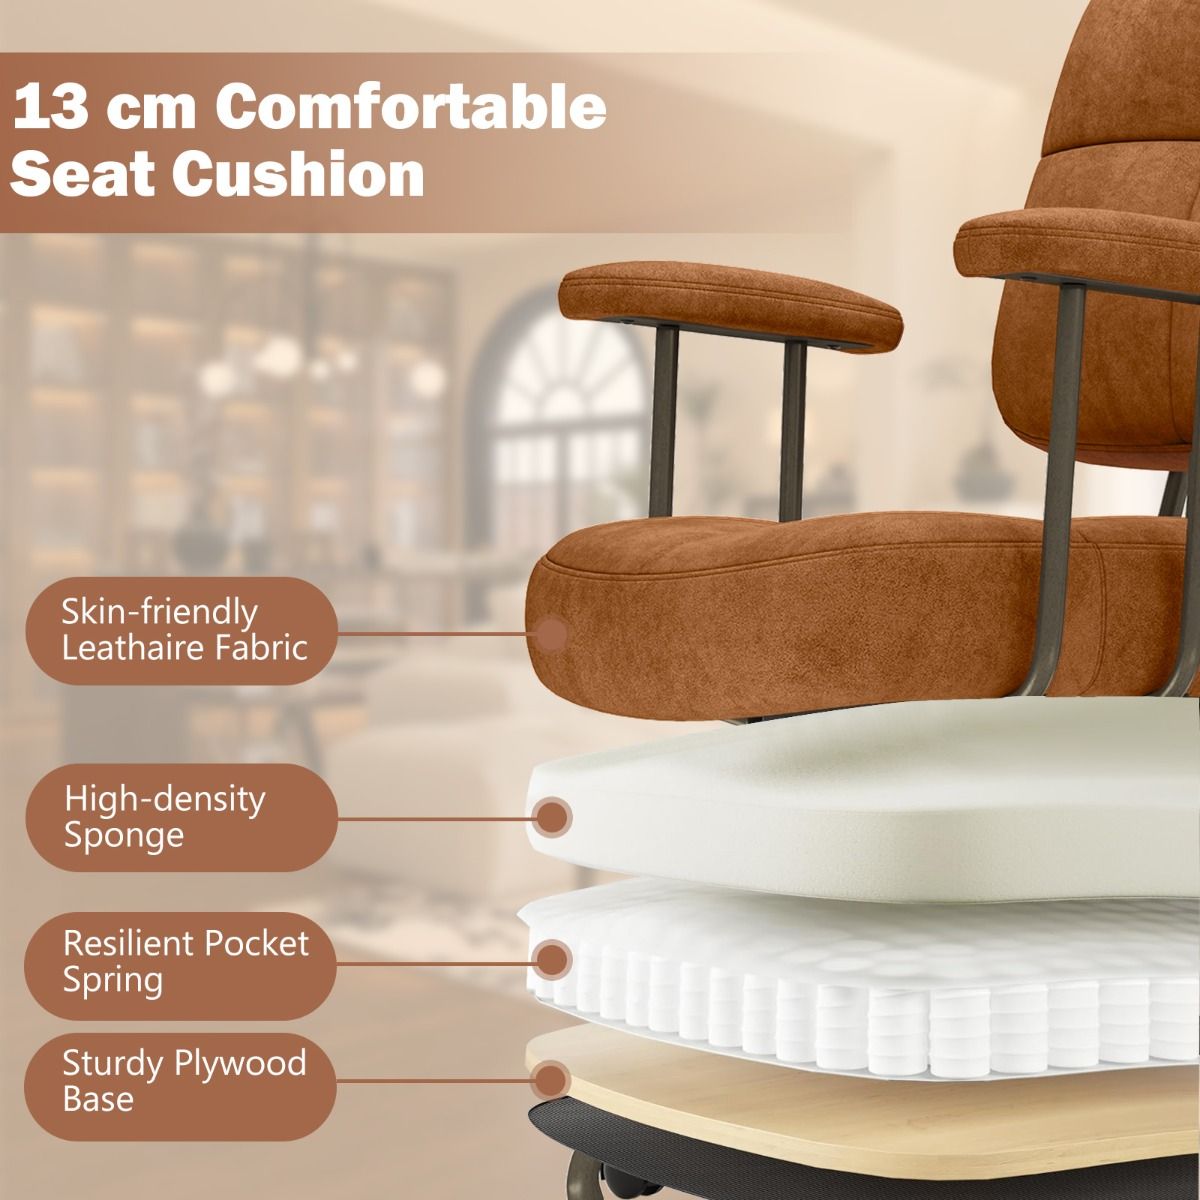 13 cm Comfortable
Seat Cushion
Skin-friendly
Leathaire Fabric
High-density
Sponge
Resilient Pocket
Spring
Sturdy Plywood
Base